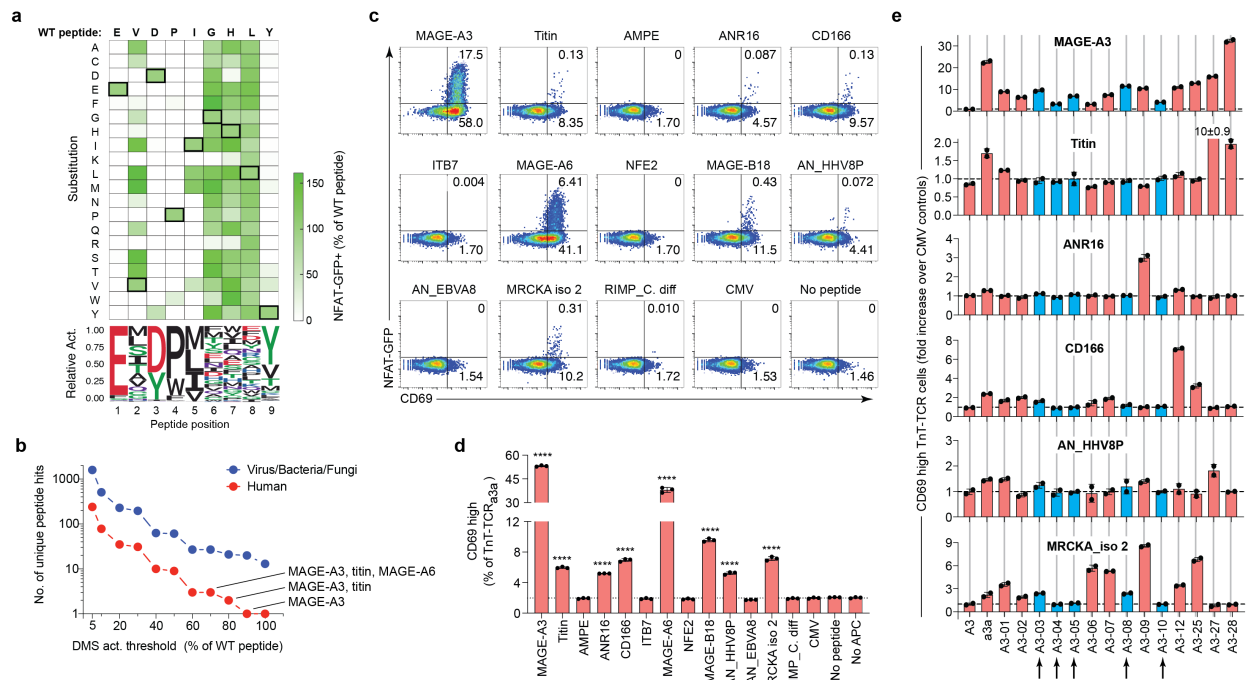 a
WT peptide: E V D P I G H L Y
A
C
D
E
F
G
H
I
K
L
M
N
P
Q
R
S
T
V
W
Y
Substitution
150
100
50
0
NFAT-GFP+ (% of WT peptide)
Relative Act.
1.00
0.75
0.50
0.25
0.00
1 2 3 4 5 6 7 8 9
Peptide position
b
No. of unique peptide hits
1000
100
10
1
Virus/Bacteria/Fungi
Human
MAGE-A3, titin, MAGE-A6
MAGE-A3, titin
MAGE-A3
5 20 40 60 80 100
DMS act. threshold (% of WT peptide)
c
MAGE-A3 Titin AMPE ANR16 CD166
17.5 0.13 0 0.087 0.13
58.0 8.35 1.70 4.57 9.57
ITB7 MAGE-A6 NFE2 MAGE-B18 AN_HHV8P
0.004 6.41 0 0.43 0.072
1.70 41.1 1.70 11.5 4.41
AN_EBVA8 MRCKA iso 2 RIMP_C. diff CMV No peptide
0 0.31 0.010 0 0
1.54 10.2 1.72 1.53 1.46
NFAT-GFP
CD69
d
CD69 high
(% of TnT-TCRa3a)
60
45
30
12
8
4
0
**** **** **** **** **** **** **** ****
MAGE-A3
Titin
AMPE
ANR16
CD166
ITB7
MAGE-A6
NFE2
MAGE-B18
AN_HHV8P
AN_EBVA8
RCKA iso 2
MP_C. diff
CMV
No peptide
No APC
e
CD69 high TnT-TCR cells (fold increase over CMV controls)
MAGE-A3
30
20
10
0
Titin
10±0.9
2.0
1.5
1.0
0.5
0.0
ANR16
4
3
2
1
0
CD166
8
6
4
2
0
AN_HHV8P
3
2
1
0
MRCKA_iso 2
10
8
6
4
2
0
A3
a3a
A3-01
A3-02
A3-03
A3-04
A3-05
A3-06
A3-07
A3-08
A3-09
A3-10
A3-12
A3-25
A3-27
A3-28